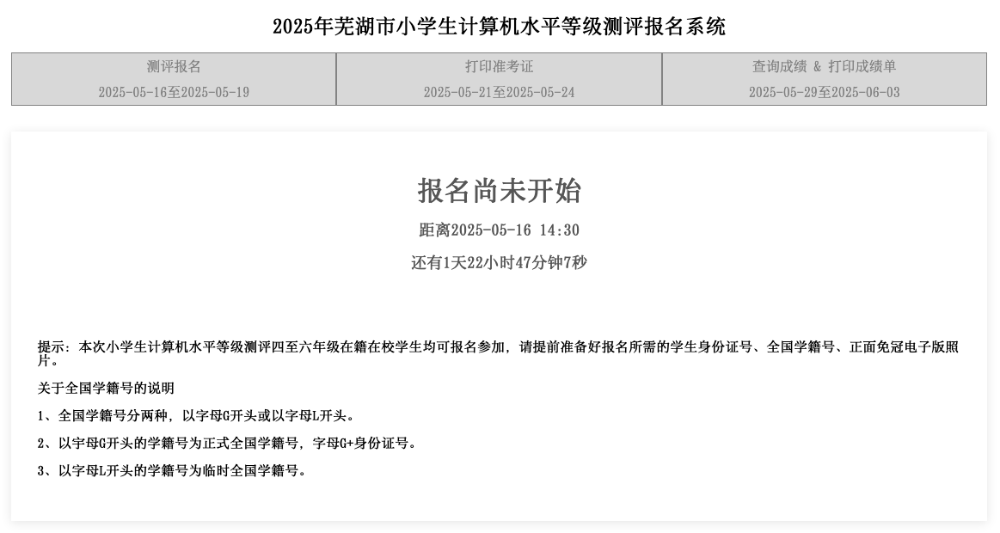 2025年芜湖市小学生计算机水平等级测评报名系统
测评报名
2025-05-16至2025-05-19
打印准考证
2025-05-21至2025-05-24
查询成绩 & 打印成绩单
2025-05-29至2025-06-03
报名尚未开始
距离2025-05-16 14:30
还有1天22小时47分钟7秒
提示：本次小学生计算机水平等级测评四至六年级在籍在校学生均可报名参加，请提前准备好报名所需的学生身份证号、全国学籍号、正面免冠电子版照
片。
关于全国学籍号的说明
1、全国学籍号分两种，以字母G开头或以字母L开头。
2、以字母G开头的学籍号为正式全国学籍号，字母G+身份证号。
3、以字母L开头的学籍号为临时全国学籍号。